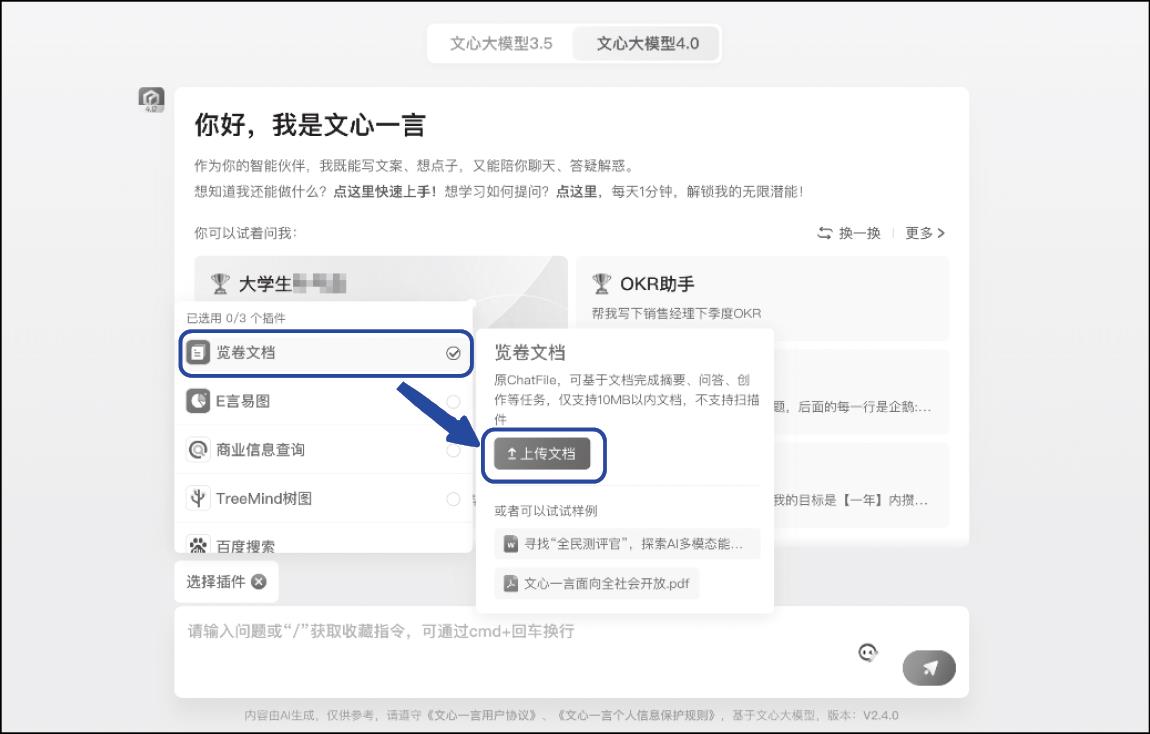 文心大模型3.5
文心大模型4.0
4.0
你好，我是文心一言
作为你的智能伙伴，我既能写文案、想点子，又能陪你聊天、答疑解惑。
想知道我还能做什么？点这里快速上手！想学习如何提问？点这里，每天1分钟，解锁我的无限潜能！
你可以试着问我：
换一换
更多
大学生
OKR助手
帮我写下销售经理下季度OKR
题，后面的每一行是企鹅:...
我的目标是【一年】内攒...
已选用 0/3 个插件
览卷文档
E言易图
商业信息查询
TreeMind树图
百度搜索
览卷文档
原ChatFile，可基于文档完成摘要、问答、创
作等任务，仅支持10MB以内文档，不支持扫描
件
上传文档
或者可以试试样例
寻找“全民测评官”，探索AI多模态能...
文心一言面向全社会开放.pdf
选择插件
请输入问题或“/”获取收藏指令，可通过cmd+回车换行
内容由AI生成，仅供参考，请遵守《文心一言用户协议》、《文心一言个人信息保护规则》，基于文心大模型，版本：V2.4.0